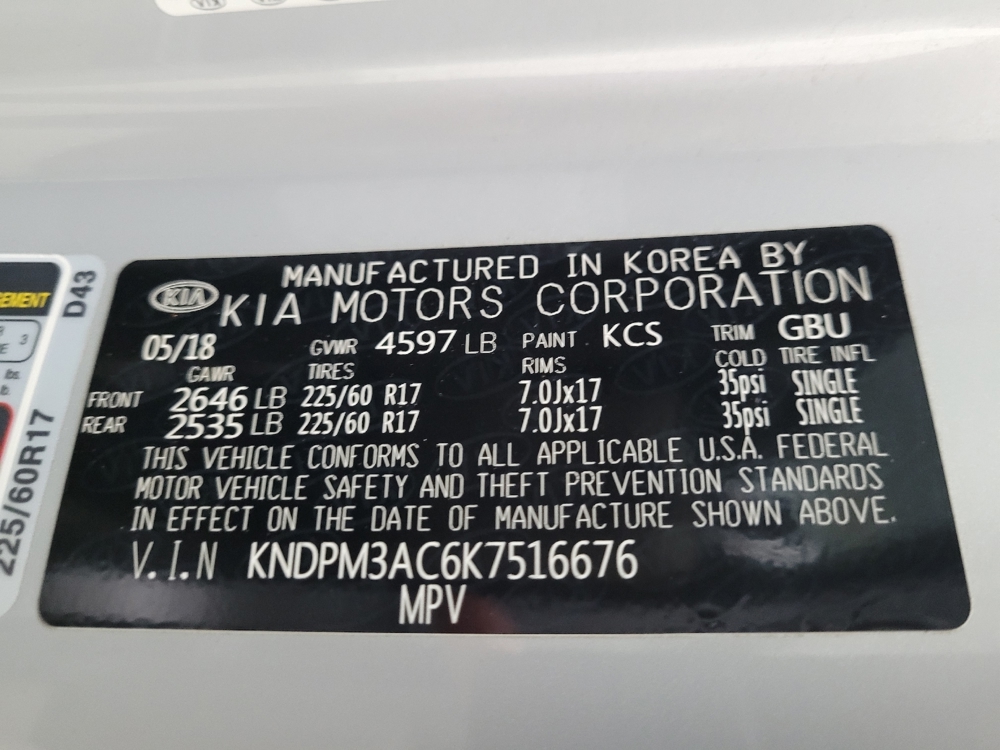 MANUFACTURED IN KOREA BY
KIA KIA MOTORS CORPORATION
05/18 GVWR 4597 LB PAINT KCS TRIM GBU
GAWR TIRES RIMS COLD TIRE INFL
FRONT 2646 LB 225/60 R17 7.0Jx17 35psi SINGLE
REAR 2535 LB 225/60 R17 7.0Jx17 35psi SINGLE
THIS VEHICLE CONFORMS TO ALL APPLICABLE U.S.A. FEDERAL
MOTOR VEHICLE SAFETY AND THEFT PREVENTION STANDARDS
IN EFFECT ON THE DATE OF MANUFACTURE SHOWN ABOVE.
V.I.N KNDPM3AC6K7516676
MPV
D43
225/60R17
3
lbs.